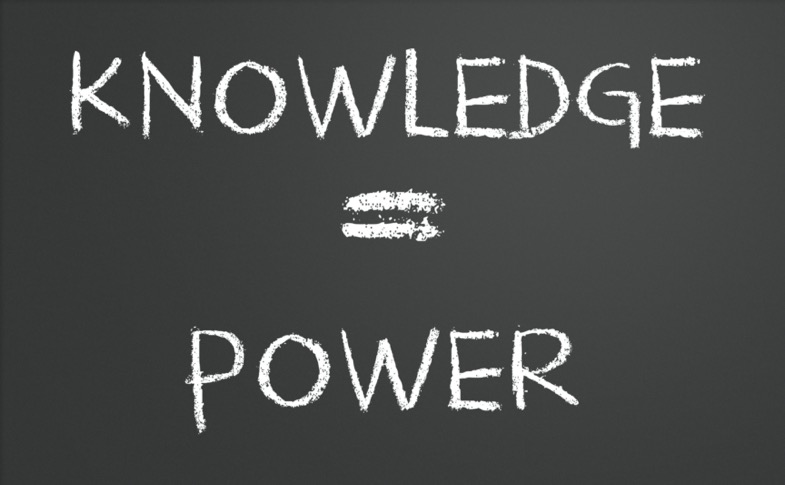 KNOWLEDGE
=
POWER